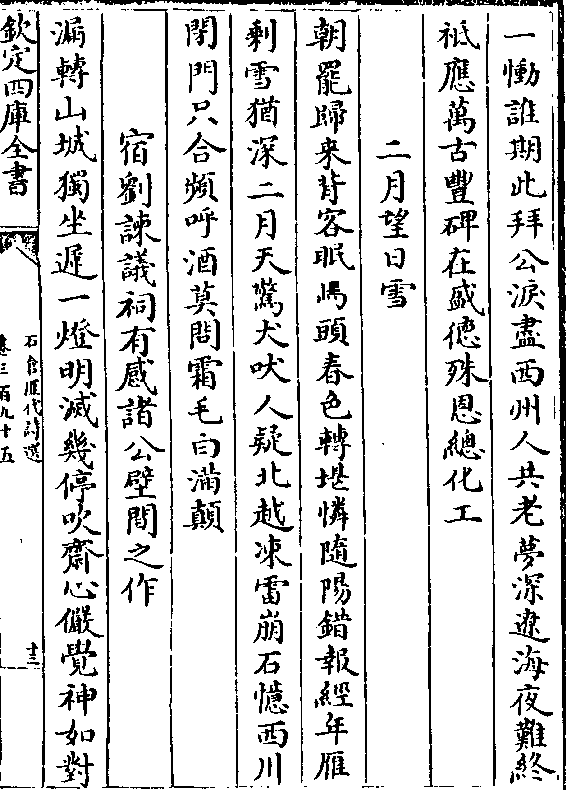 一慟誰期此拜公淚盡西州人共老夢深遼海夜難終
祗應萬古豐碑在盛德殊恩總化工
二月望日雪
朝罷歸来背客眠馬頭春色轉堪憐隨陽錯報經年雁
剩雪猶深二月天驚犬吠人疑北越凍雷崩石憶西川
閉門只合頻呼酒莫問霜毛白滿顛
宿劉諫議祠有感諸公壁間之作
漏轉山城獨坐遲一燈明滅幾停吹齋心儼覺神如對
欽定四庫全書
石倉歷代詩選
卷三百九十五
十三